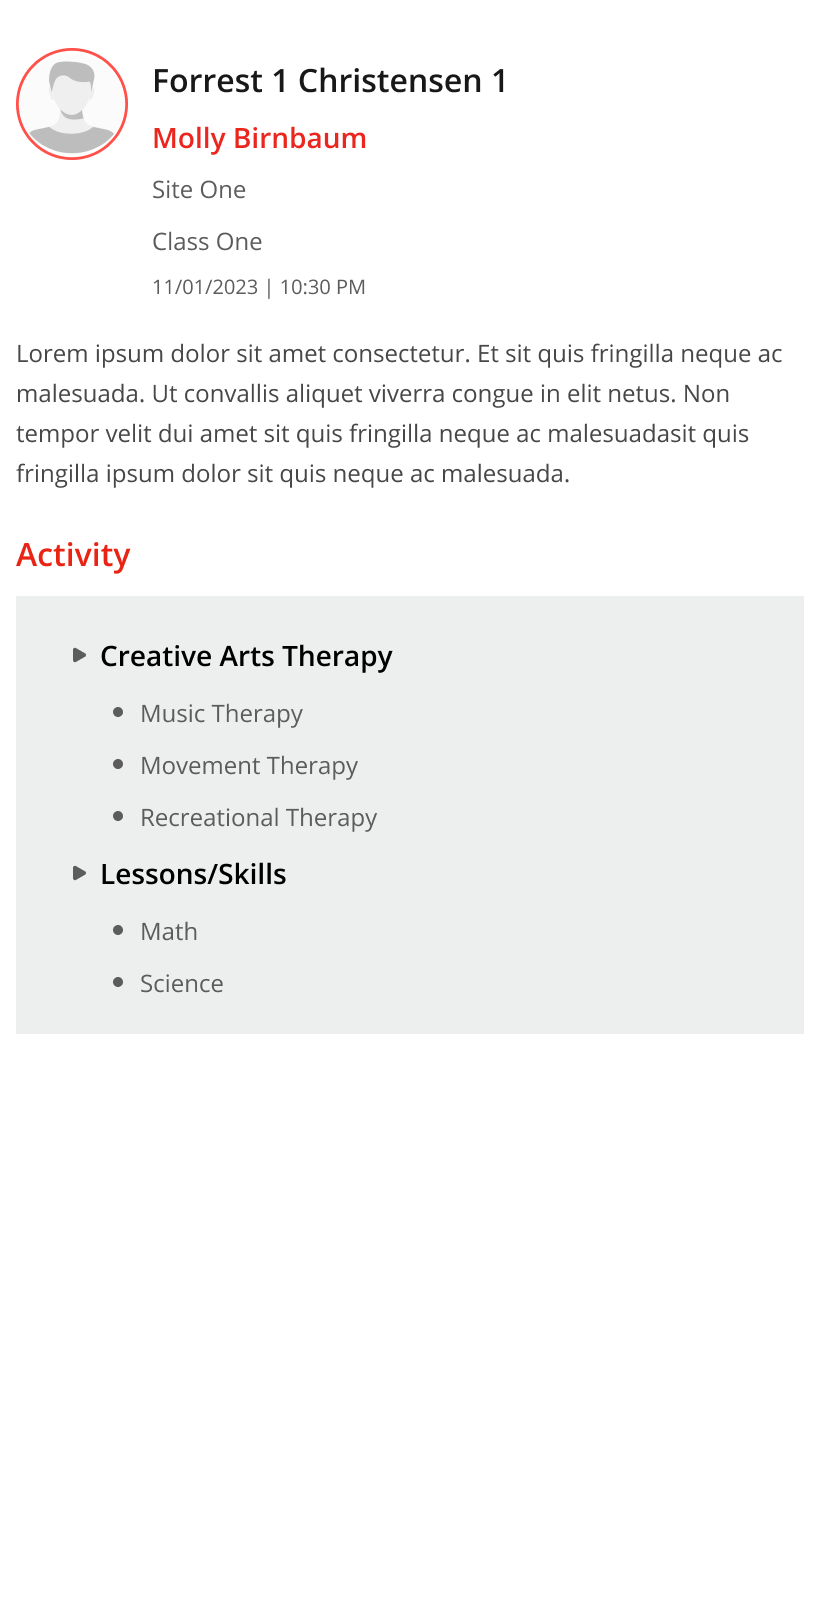 Forrest 1 Christensen 1
Molly Birnbaum
Site One
Class One
11/01/2023 | 10:30 PM
Lorem ipsum dolor sit amet consectetur. Et sit quis fringilla neque ac
malesuada. Ut convallis aliquet viverra congue in elit netus. Non
tempor velit dui amet sit quis fringilla neque ac malesuadasit quis
fringilla ipsum dolor sit quis neque ac malesuada.
Activity
Creative Arts Therapy
Music Therapy
Movement Therapy
Recreational Therapy
Lessons/Skills
Math
Science